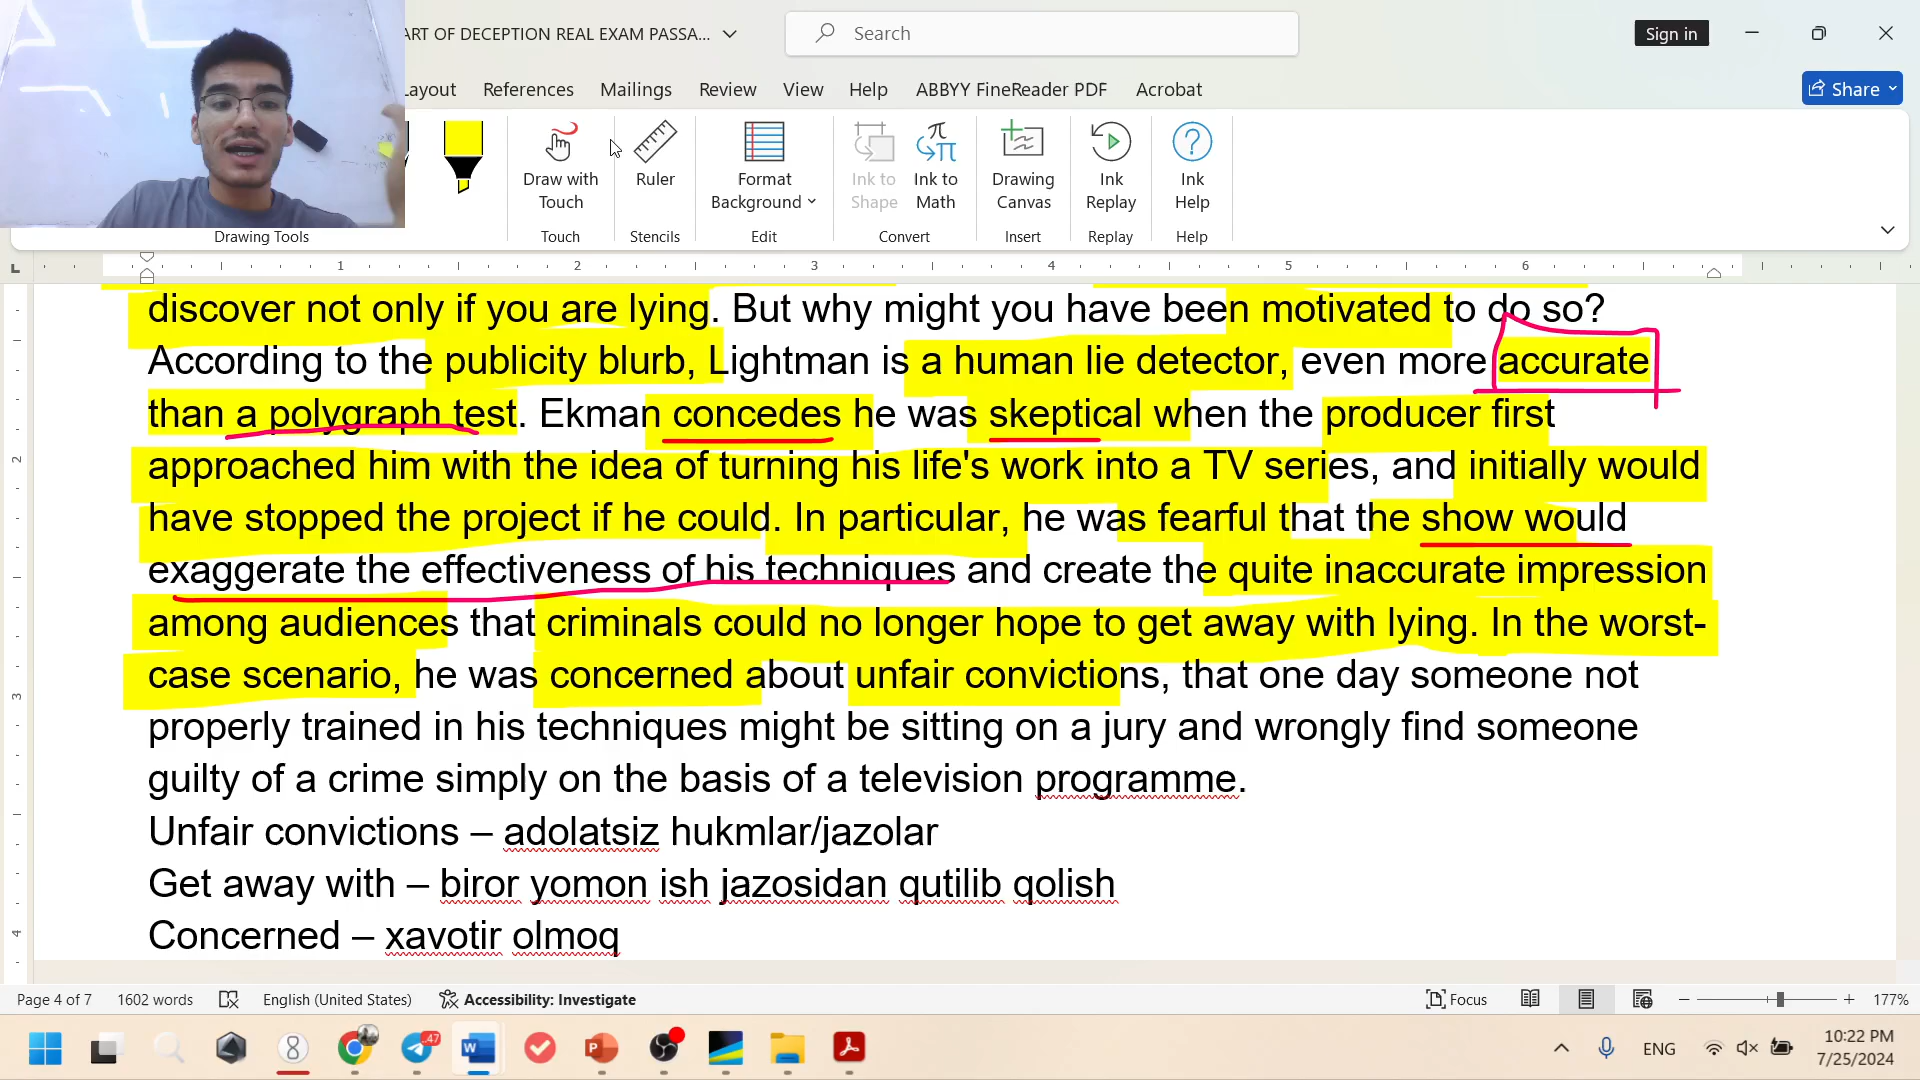 ART OF DECEPTION REAL EXAM PASSA...
Search
Sign in
Layout References Mailings Review View Help ABBYY FineReader PDF Acrobat
Share
Draw with Touch
Ruler
Format Background
Ink to Shape
Ink to Math
Drawing Canvas
Ink Replay
Ink Help
Drawing Tools Touch Stencils Edit Convert Insert Replay Help
1 2 3 4 5 6
discover not only if you are lying. But why might you have been motivated to do so?
According to the publicity blurb, Lightman is a human lie detector, even more accurate
than a polygraph test. Ekman concedes he was skeptical when the producer first
approached him with the idea of turning his life's work into a TV series, and initially would
have stopped the project if he could. In particular, he was fearful that the show would
exaggerate the effectiveness of his techniques and create the quite inaccurate impression
among audiences that criminals could no longer hope to get away with lying. In the worst-
case scenario, he was concerned about unfair convictions, that one day someone not
properly trained in his techniques might be sitting on a jury and wrongly find someone
guilty of a crime simply on the basis of a television programme.
Unfair convictions – adolatsiz hukmlar/jazolar
Get away with – biror yomon ish jazosidan qutilib qolish
Concerned – xavotir olmoq
2
3
4
Page 4 of 7 1602 words English (United States) Accessibility: Investigate Focus 177%
47
ENG
10:22 PM
7/25/2024